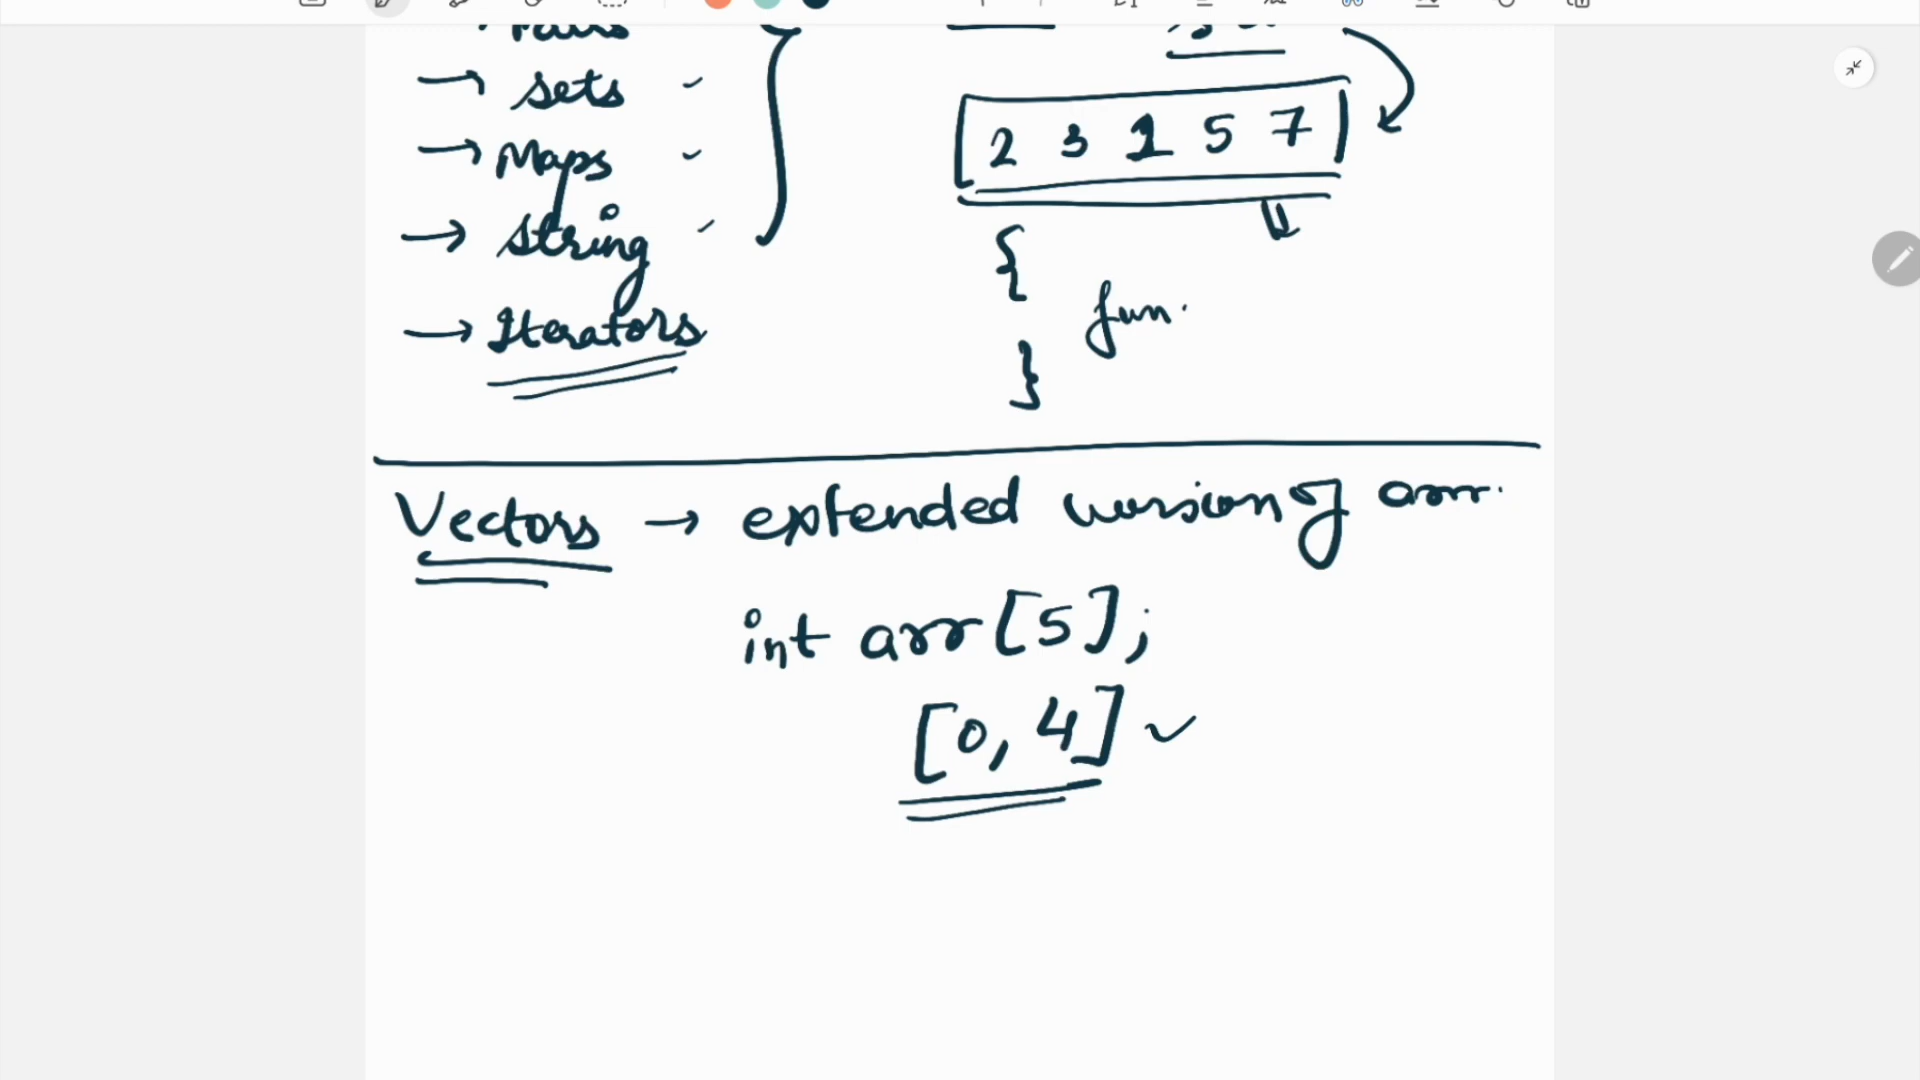 → sets ✓
→ Maps ✓
→ string ✓
→ Iterators
[2 3 1 5 7]
{
fun.
}
Vectors → extended version of arr.
int arr[5];
[0, 4] ✓